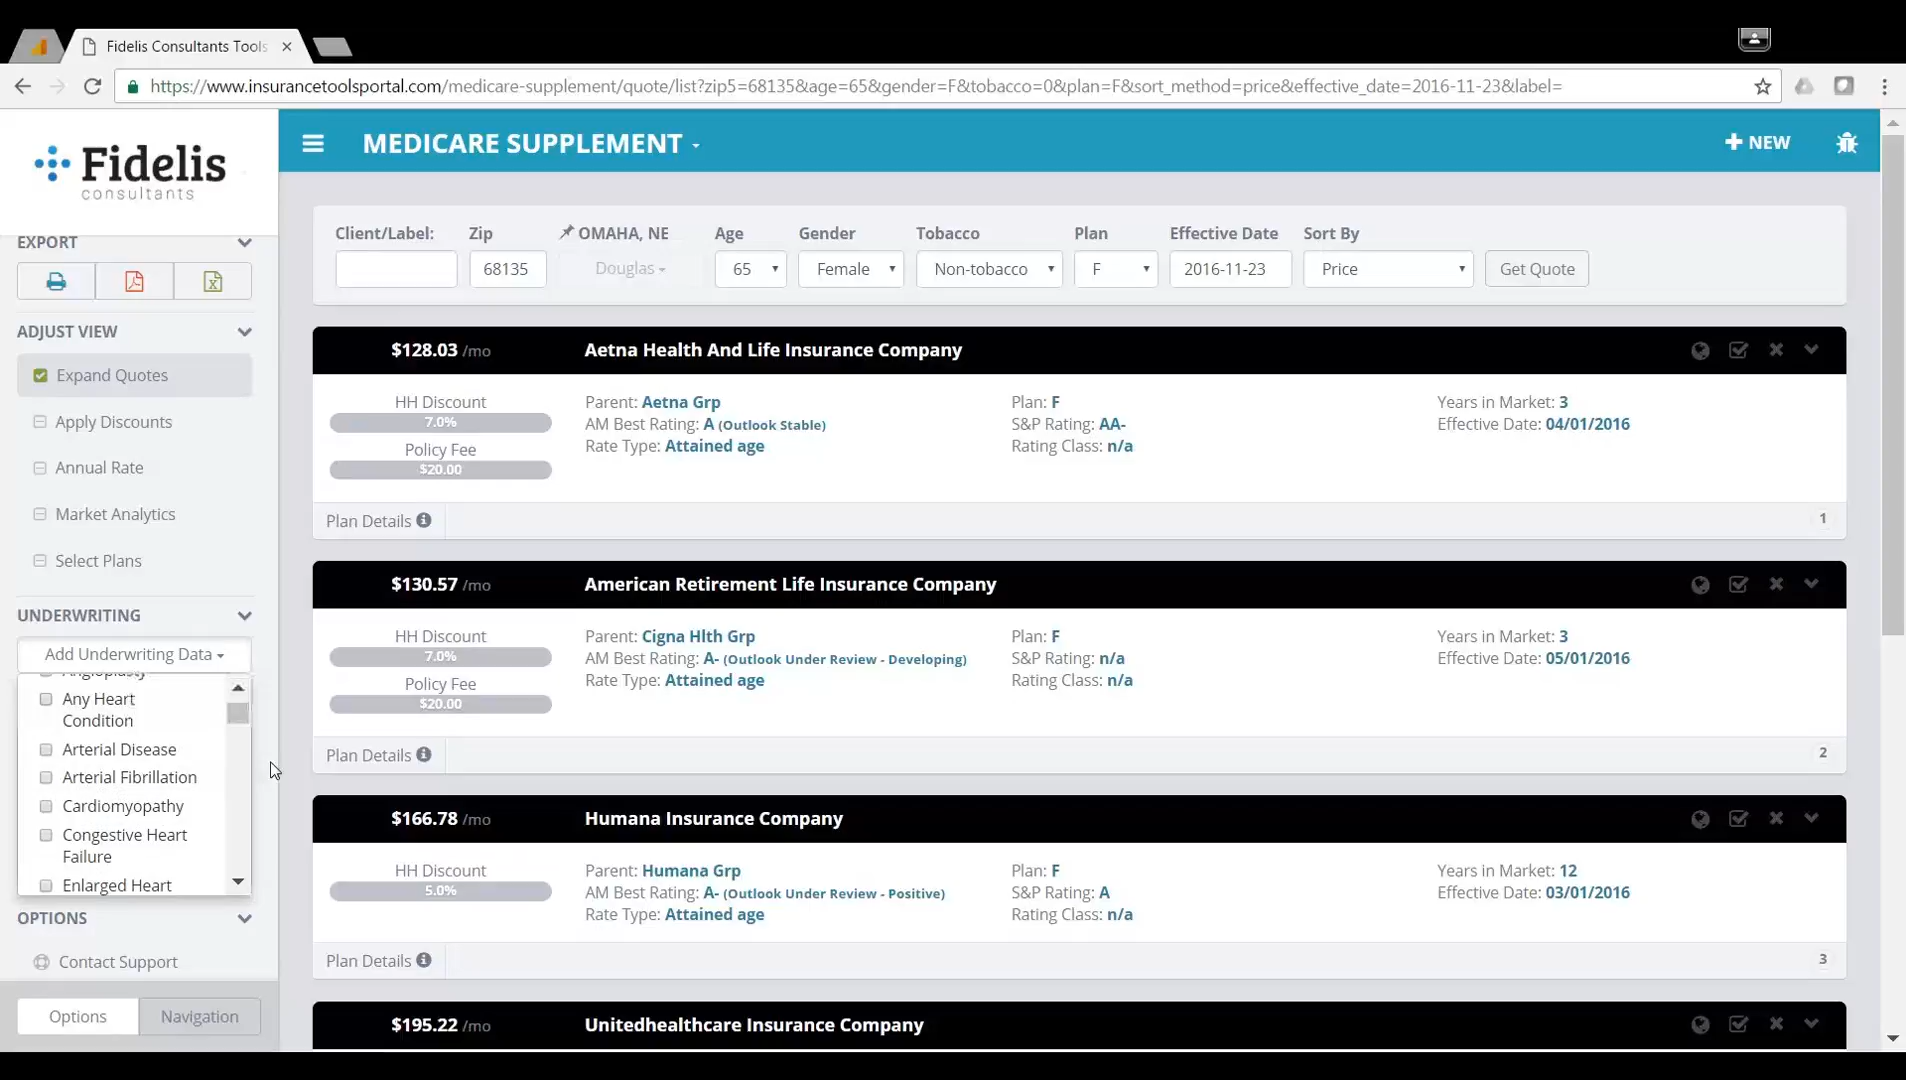 Fidelis Consultants Tools
https://www.insurancetoolsportal.com/medicare-supplement/quote/list?zip5=68135&age=65&gender=F&tobacco=0&plan=F&sort_method=price&effective_date=2016-11-23&label=
Fidelis
consultants
MEDICARE SUPPLEMENT
NEW
EXPORT
ADJUST VIEW
Expand Quotes
Apply Discounts
Annual Rate
Market Analytics
Select Plans
UNDERWRITING
Add Underwriting Data
Angioplasty
Any Heart
Condition
Arterial Disease
Arterial Fibrillation
Cardiomyopathy
Congestive Heart
Failure
Enlarged Heart
OPTIONS
Contact Support
Options Navigation
Client/Label: Zip OMAHA, NE Age Gender Tobacco Plan Effective Date Sort By
68135 Douglas 65 Female Non-tobacco F 2016-11-23 Price Get Quote
$128.03 /mo Aetna Health And Life Insurance Company
HH Discount
7.0%
Policy Fee
$20.00
Parent: Aetna Grp
AM Best Rating: A (Outlook Stable)
Rate Type: Attained age
Plan: F
S&P Rating: AA-
Rating Class: n/a
Years in Market: 3
Effective Date: 04/01/2016
Plan Details 1
$130.57 /mo American Retirement Life Insurance Company
HH Discount
7.0%
Policy Fee
$20.00
Parent: Cigna Hlth Grp
AM Best Rating: A- (Outlook Under Review - Developing)
Rate Type: Attained age
Plan: F
S&P Rating: n/a
Rating Class: n/a
Years in Market: 3
Effective Date: 05/01/2016
Plan Details 2
$166.78 /mo Humana Insurance Company
HH Discount
5.0%
Parent: Humana Grp
AM Best Rating: A- (Outlook Under Review - Positive)
Rate Type: Attained age
Plan: F
S&P Rating: A
Rating Class: n/a
Years in Market: 12
Effective Date: 03/01/2016
Plan Details 3
$195.22 /mo Unitedhealthcare Insurance Company